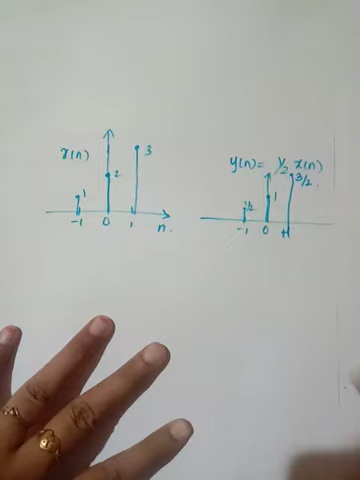 x(n)
1
2
3
-1 0 1 n.
y(n) = 1/2 x(n)
1/2
1
3/2.
-1 0 +1